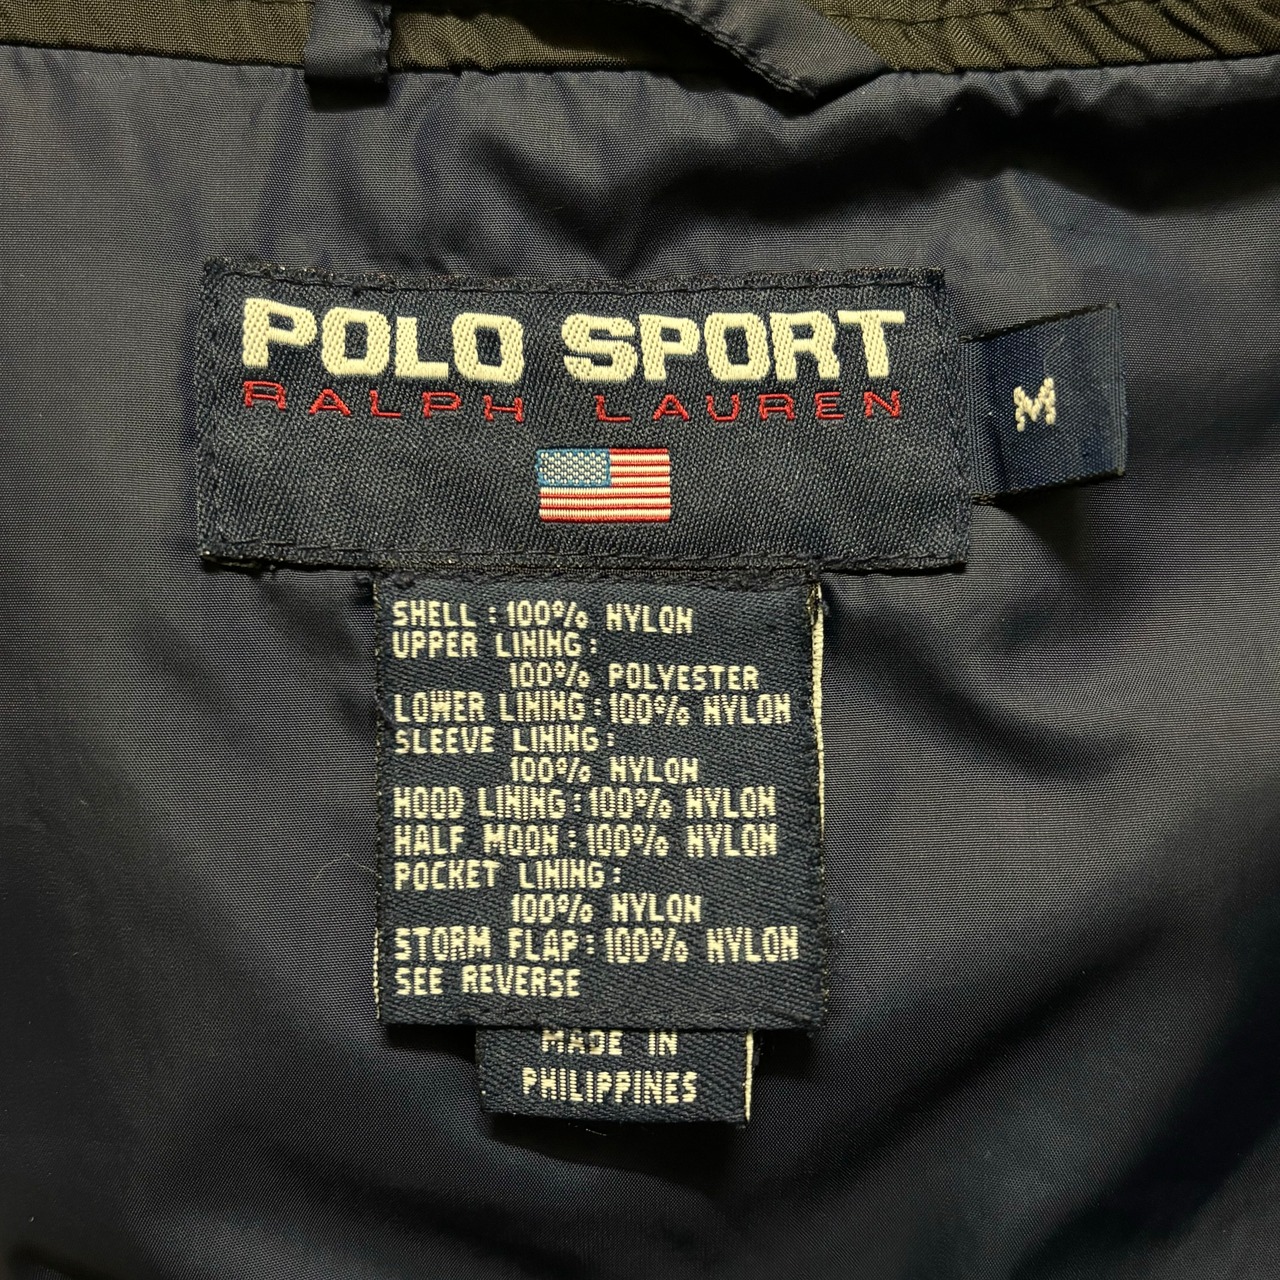 POLO SPORT
RALPH LAUREN
M
SHELL : 100% NYLON
UPPER LINING :
100% POLYESTER
LOWER LINING : 100% NYLON
SLEEVE LINING :
100% NYLON
HOOD LINING : 100% NYLON
HALF MOON : 100% NYLON
POCKET LINING :
100% NYLON
STORM FLAP : 100% NYLON
SEE REVERSE
MADE IN
PHILIPPINES